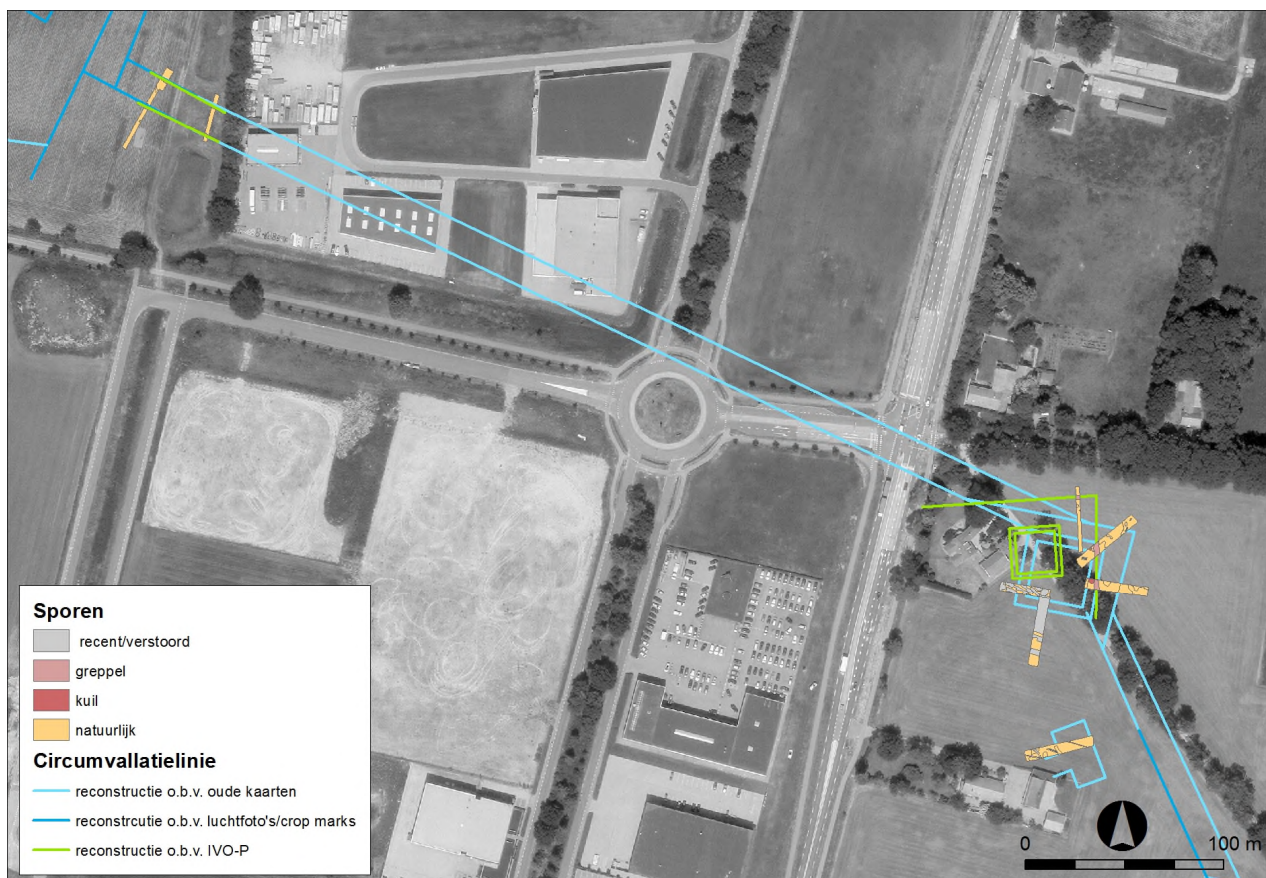 Sporen
recent/verstoord
greppel
kuil
natuurlijk
Circumvallatielinie
reconstructie o.b.v. oude kaarten
reconstrcutie o.b.v. luchtfoto's/crop marks
reconstructie o.b.v. IVO-P
0 100 m